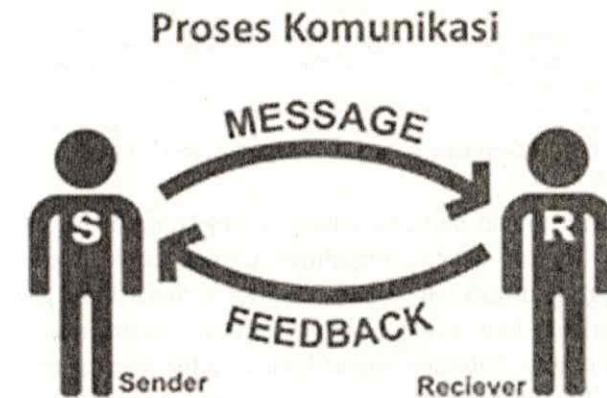 Proses Komunikasi
MESSAGE
S
R
FEEDBACK
Sender
Reciever